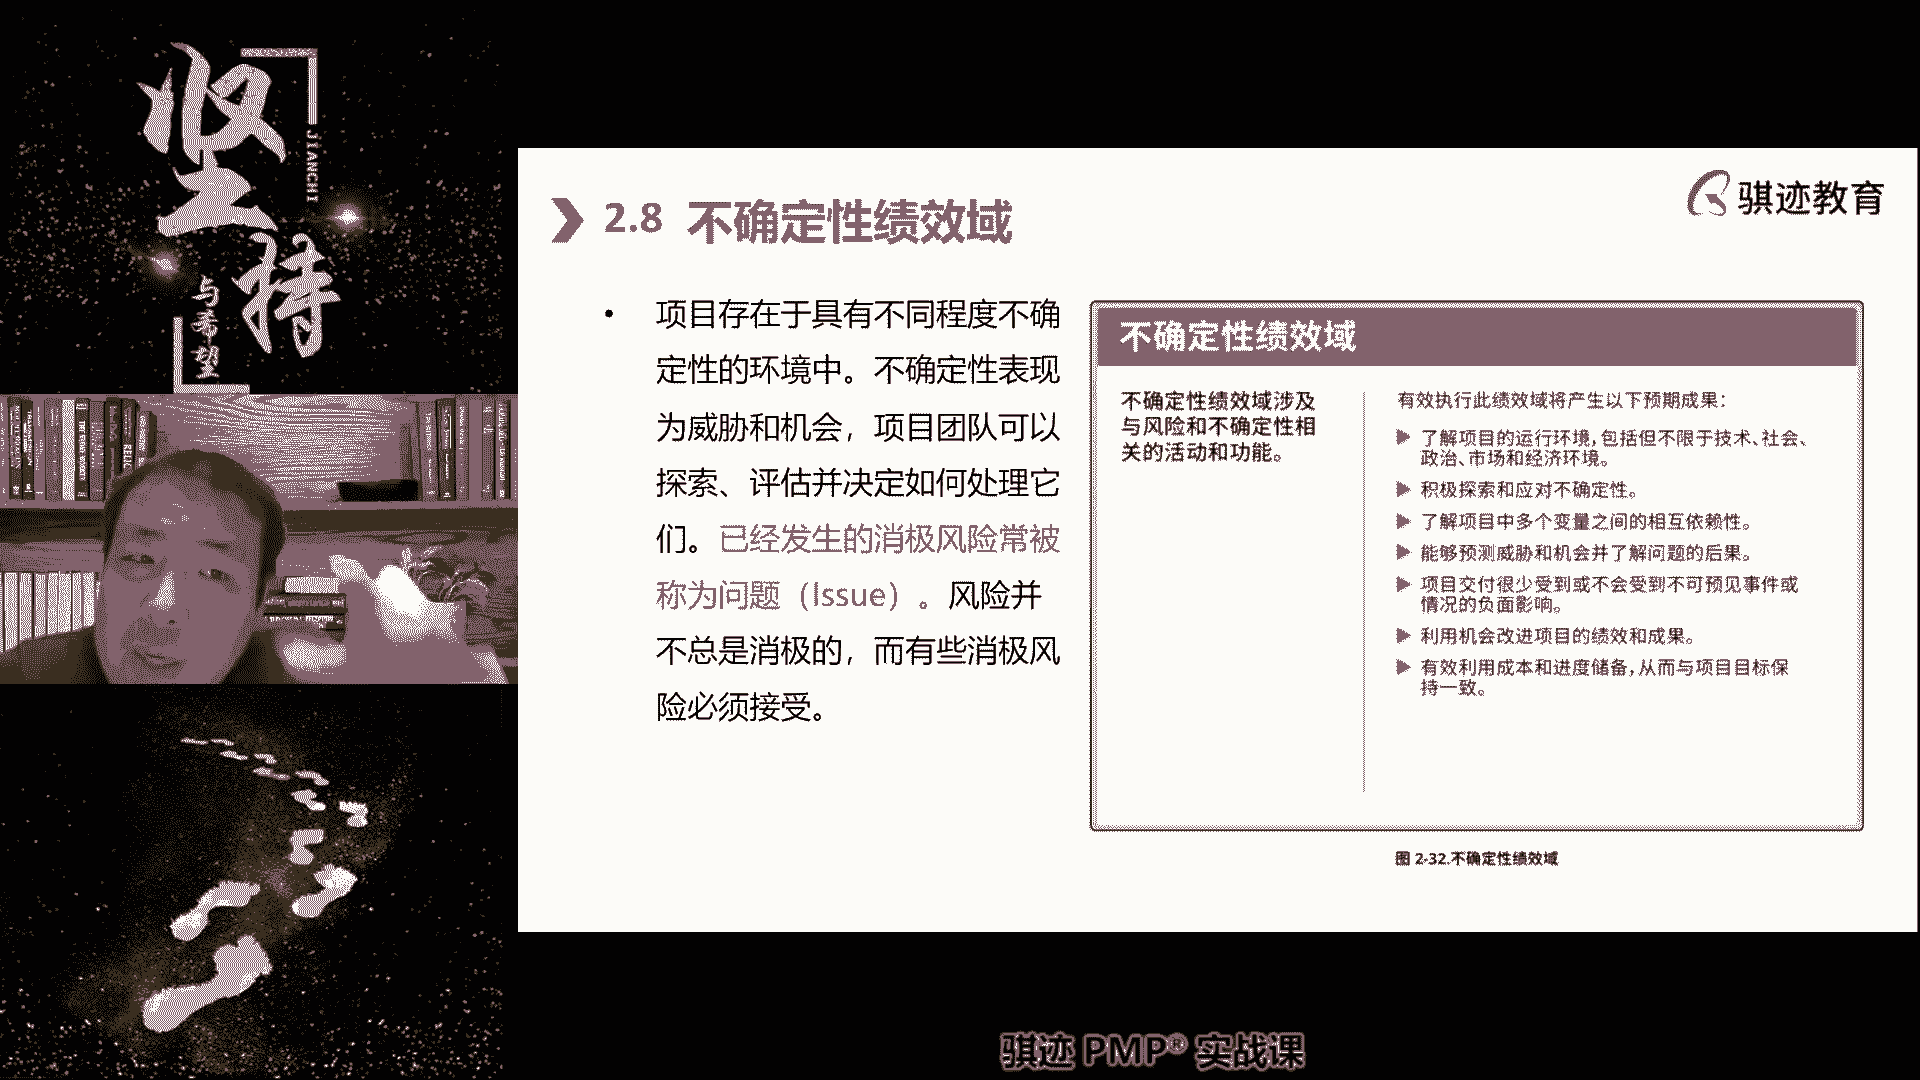 坚持
JIANCHI
与希望
2.8 不确定性绩效域
骐迹教育
• 项目存在于具有不同程度不确
定性的环境中。不确定性表现
为威胁和机会，项目团队可以
探索、评估并决定如何处理它
们。已经发生的消极风险常被
称为问题（Issue）。风险并
不总是消极的，而有些消极风
险必须接受。
不确定性绩效域
不确定性绩效域涉及
与风险和不确定性相
关的活动和功能。
有效执行此绩效域将产生以下预期成果：
▶ 了解项目的运行环境，包括但不限于技术、社会、
政治、市场和经济环境。
▶ 积极探索和应对不确定性。
▶ 了解项目中多个变量之间的相互依赖性。
▶ 能够预测威胁和机会并了解问题的后果。
▶ 项目交付很少受到或不会受到不可预见事件或
情况的负面影响。
▶ 利用机会改进项目的绩效和成果。
▶ 有效利用成本和进度储备，从而与项目目标保
持一致。
图 2-32.不确定性绩效域
骐迹 PMP® 实战课